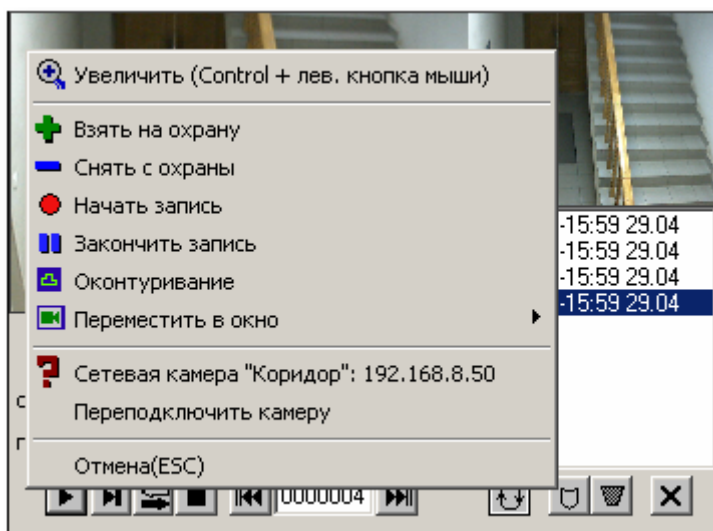 Увеличить (Control + лев. кнопка мыши)
Взять на охрану
Снять с охраны
Начать запись
Закончить запись
Оконтуривание
Переместить в окно
Сетевая камера "Коридор": 192.168.8.50
Переподключить камеру
Отмена(ESC)
-15:59 29.04
-15:59 29.04
-15:59 29.04
-15:59 29.04
0000004